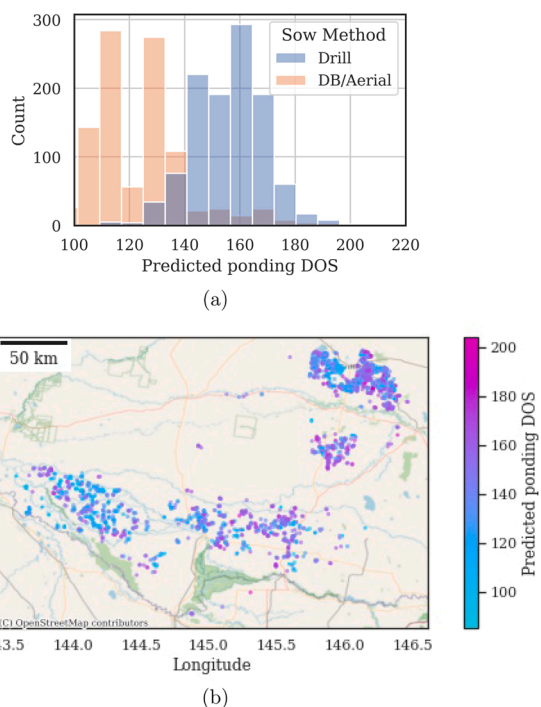 300
Sow Method
Drill
DB/Aerial
200
Count
100
0
100 120 140 160 180 200 220
Predicted ponding DOS
(a)
50 km
200
180
160
140
120
100
Predicted ponding DOS
(C) OpenStreetMap contributors
3.5 144.0 144.5 145.0 145.5 146.0 146.5
Longitude
(b)